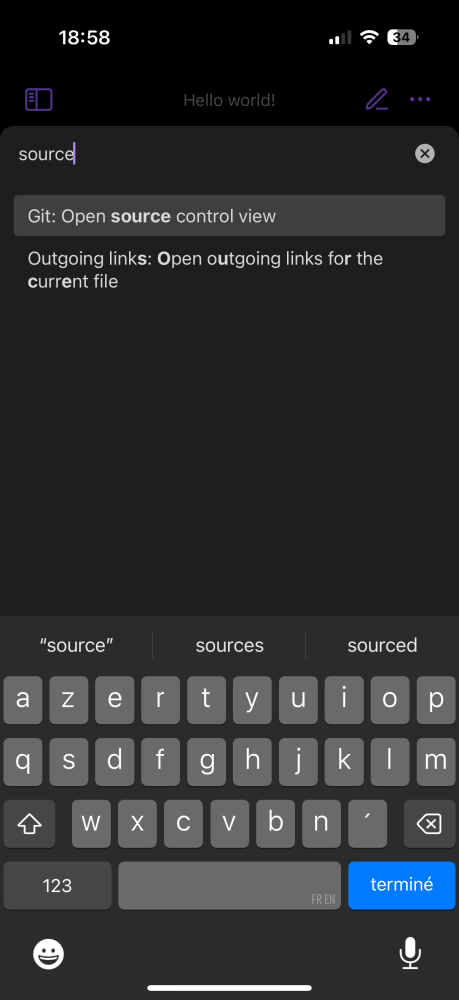 18:58
34
Hello world!
source
Git: Open source control view
Outgoing links: Open outgoing links for the
current file
“source”
sources
sourced
a z e r t y u i o p
q s d f g h j k l m
w x c v b n ´
123
FR EN
terminé